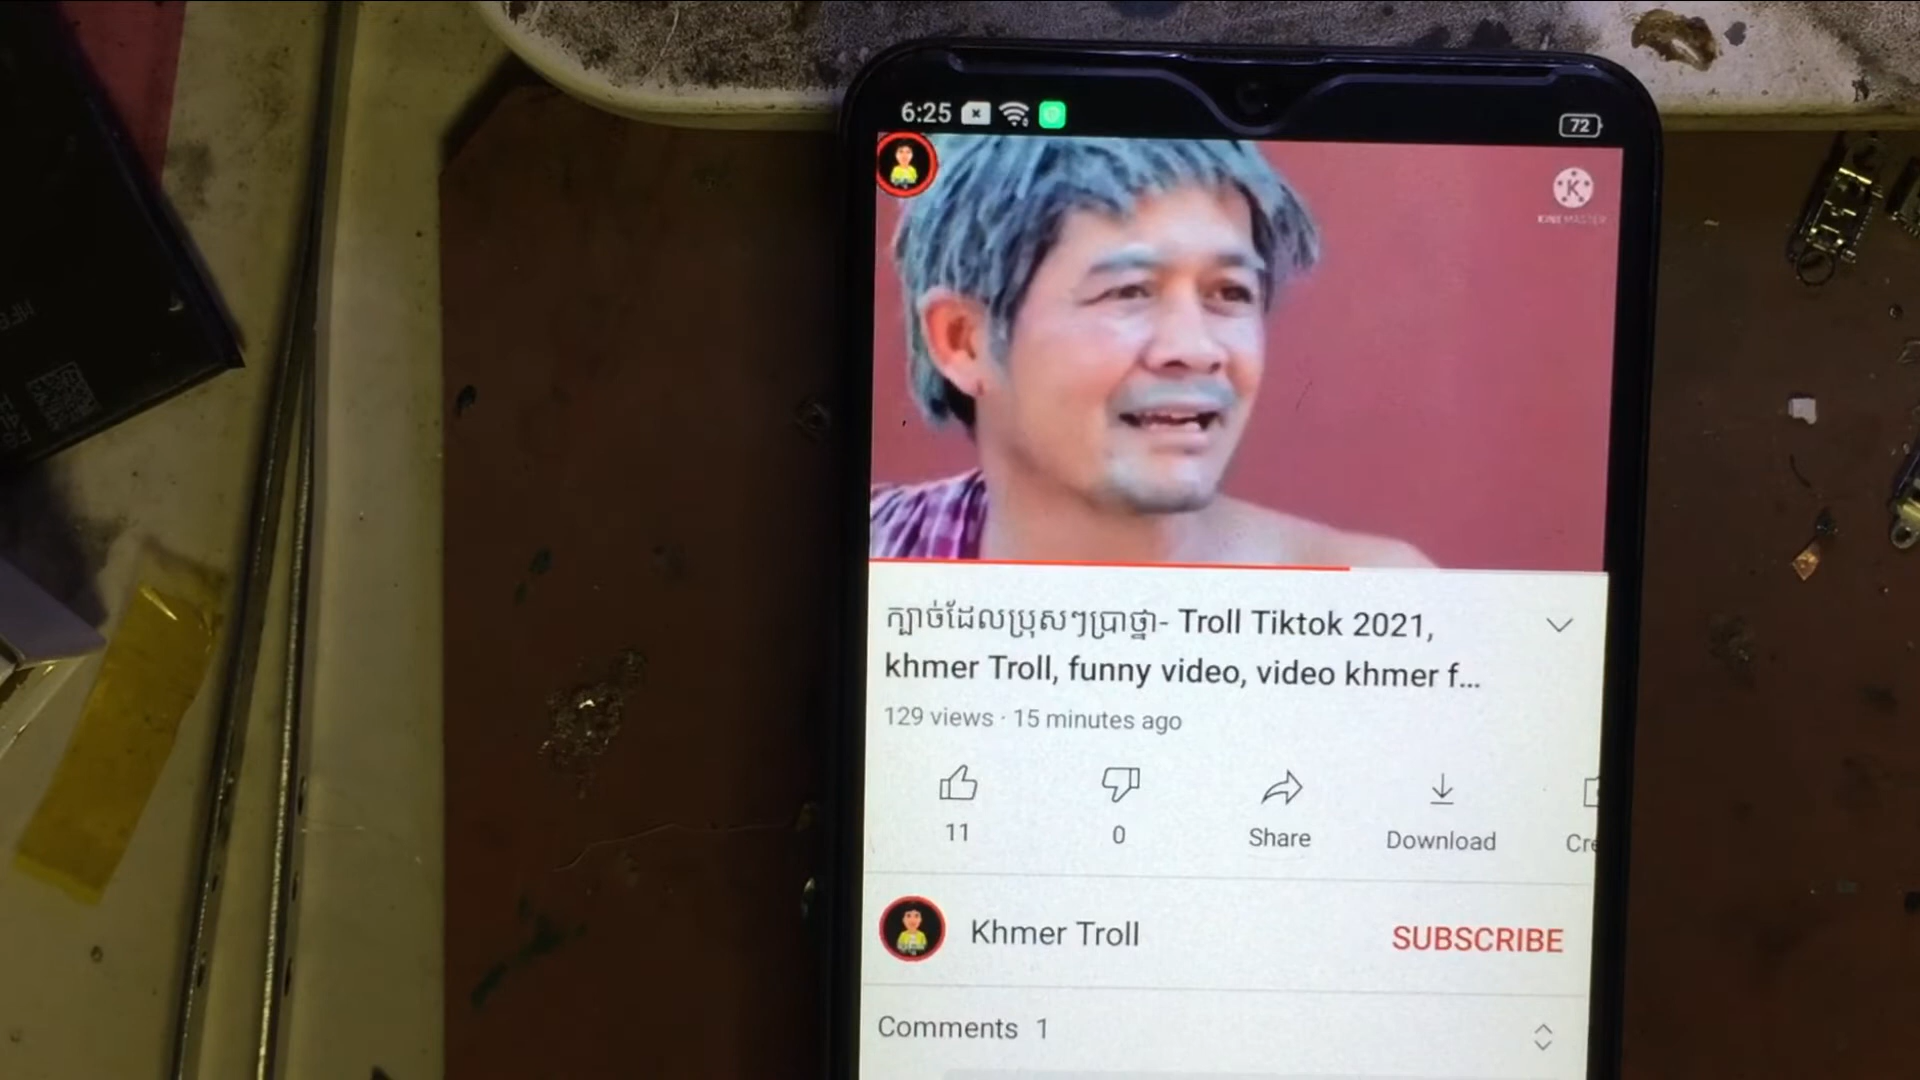 6:25
72
K
KINEMASTER
ក្បាច់ដែលប្រុសៗប្រាថ្នា- Troll Tiktok 2021,
khmer Troll, funny video, video khmer f...
129 views · 15 minutes ago
11 0 Share Download Cre
Khmer Troll SUBSCRIBE
Comments 1